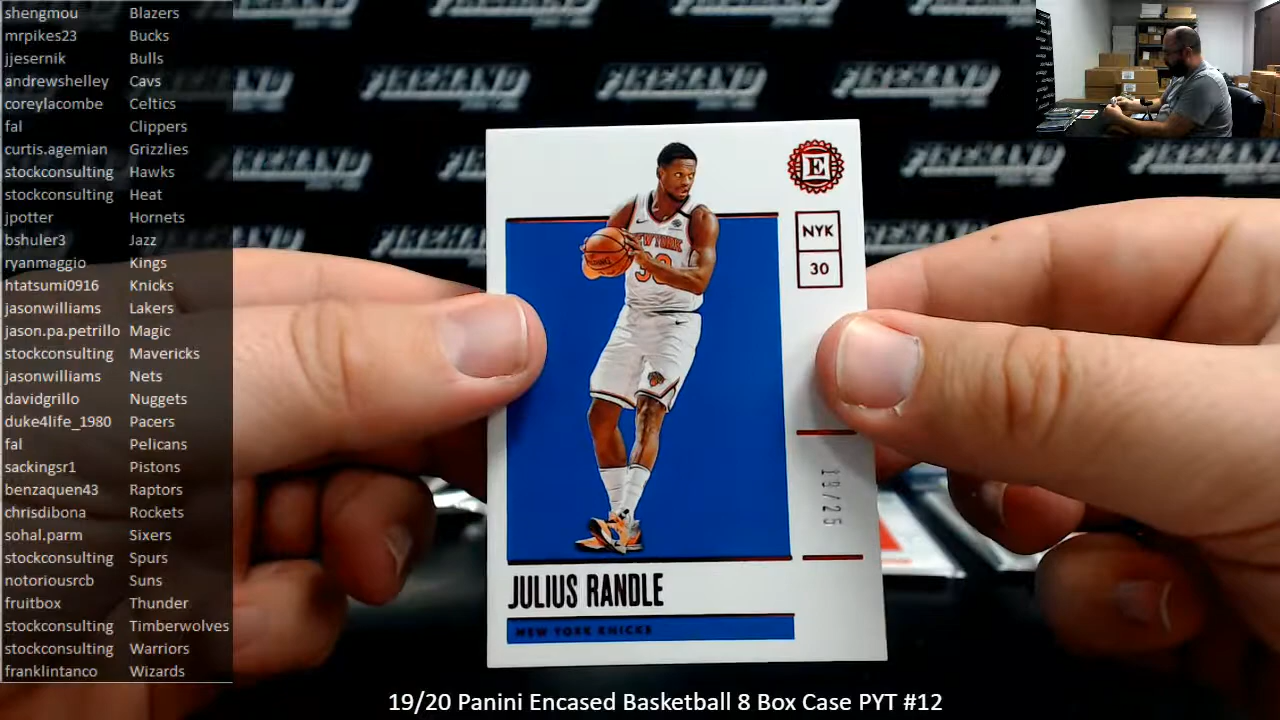 shengmou Blazers
mrpikes23 Bucks
jjesernik Bulls
andrewshelley Cavs
coreylacombe Celtics
fal Clippers
curtis.agemian Grizzlies
stockconsulting Hawks
stockconsulting Heat
jpotter Hornets
bshuler3 Jazz
ryanmaggio Kings
htatsumi0916 Knicks
jasonwilliams Lakers
jason.pa.petrillo Magic
stockconsulting Mavericks
jasonwilliams Nets
davidgrillo Nuggets
duke4life_1980 Pacers
fal Pelicans
sackingsr1 Pistons
benzaquen43 Raptors
chrisdibona Rockets
sohal.parm Sixers
stockconsulting Spurs
notoriousrcb Suns
fruitbox Thunder
stockconsulting Timberwolves
stockconsulting Warriors
franklintanco Wizards
FIREHAND
FIREHAND
FIREHAND
E
NYK
30
NEW YORK
30
19/25
JULIUS RANDLE
NEW YORK KNICKS
19/20 Panini Encased Basketball 8 Box Case PYT #12